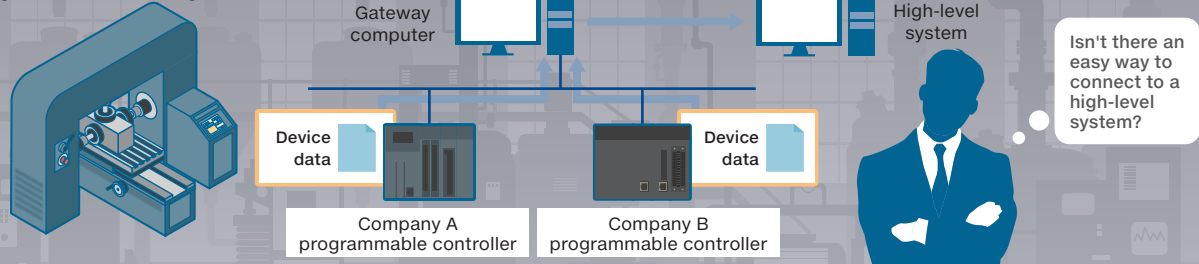 Gateway
computer
High-level
system
Isn't there an
easy way to
connect to a
high-level
system?
Device
data
Device
data
Company A
programmable controller
Company B
programmable controller